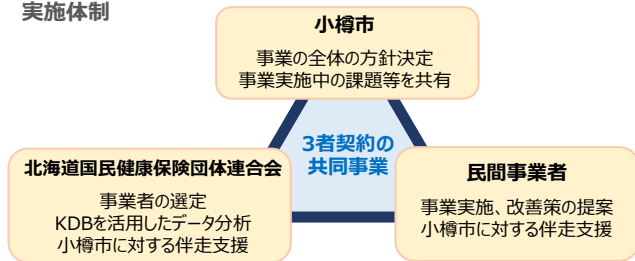 実施体制
小樽市
事業の全体の方針決定
事業実施中の課題等を共有
3者契約の
共同事業
北海道国民健康保険団体連合会
事業者の選定
KDBを活用したデータ分析
小樽市に対する伴走支援
民間事業者
事業実施、改善策の提案
小樽市に対する伴走支援